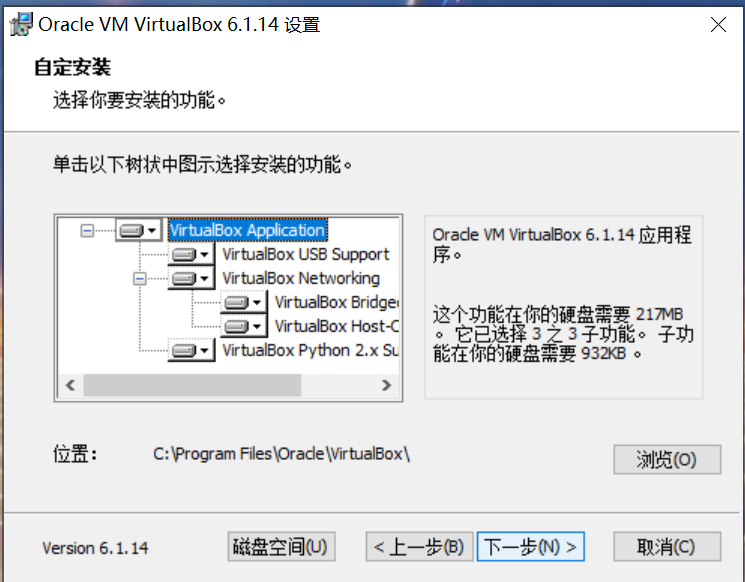 Oracle VM VirtualBox 6.1.14 设置
自定安装
选择你要安装的功能。
单击以下树状中图示选择安装的功能。
VirtualBox Application
VirtualBox USB Support
VirtualBox Networking
VirtualBox Bridge
VirtualBox Host-C
VirtualBox Python 2.x Su
Oracle VM VirtualBox 6.1.14 应用程
序。
这个功能在你的硬盘需要 217MB
。 它已选择 3 之 3 子功能。 子功
能在你的硬盘需要 932KB 。
位置:
C:\Program Files\Oracle\VirtualBox\
浏览(O)
Version 6.1.14
磁盘空间(U)
< 上一步(B)
下一步(N) >
取消(C)